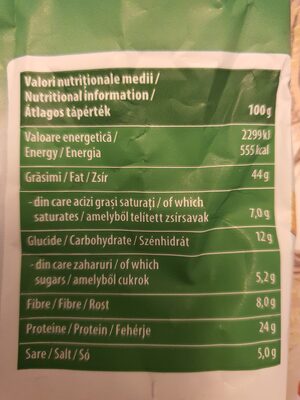 Valori nutriționale medii /
Nutritional information /
Átlagos tápérték 100g
Valoare energetică / 2299 kJ
Energy / Energia 555 kcal
Grăsimi / Fat / Zsír 44 g
- din care acizi grași saturați / of which
saturates / amelyből telített zsírsavak 7,0 g
Glucide / Carbohydrate / Szénhidrát 12 g
- din care zaharuri / of which
sugars / amelyből cukrok 5,2 g
Fibre / Fibre / Rost 8,0 g
Proteine / Protein / Fehérje 24 g
Sare / Salt / Só 5,0 g